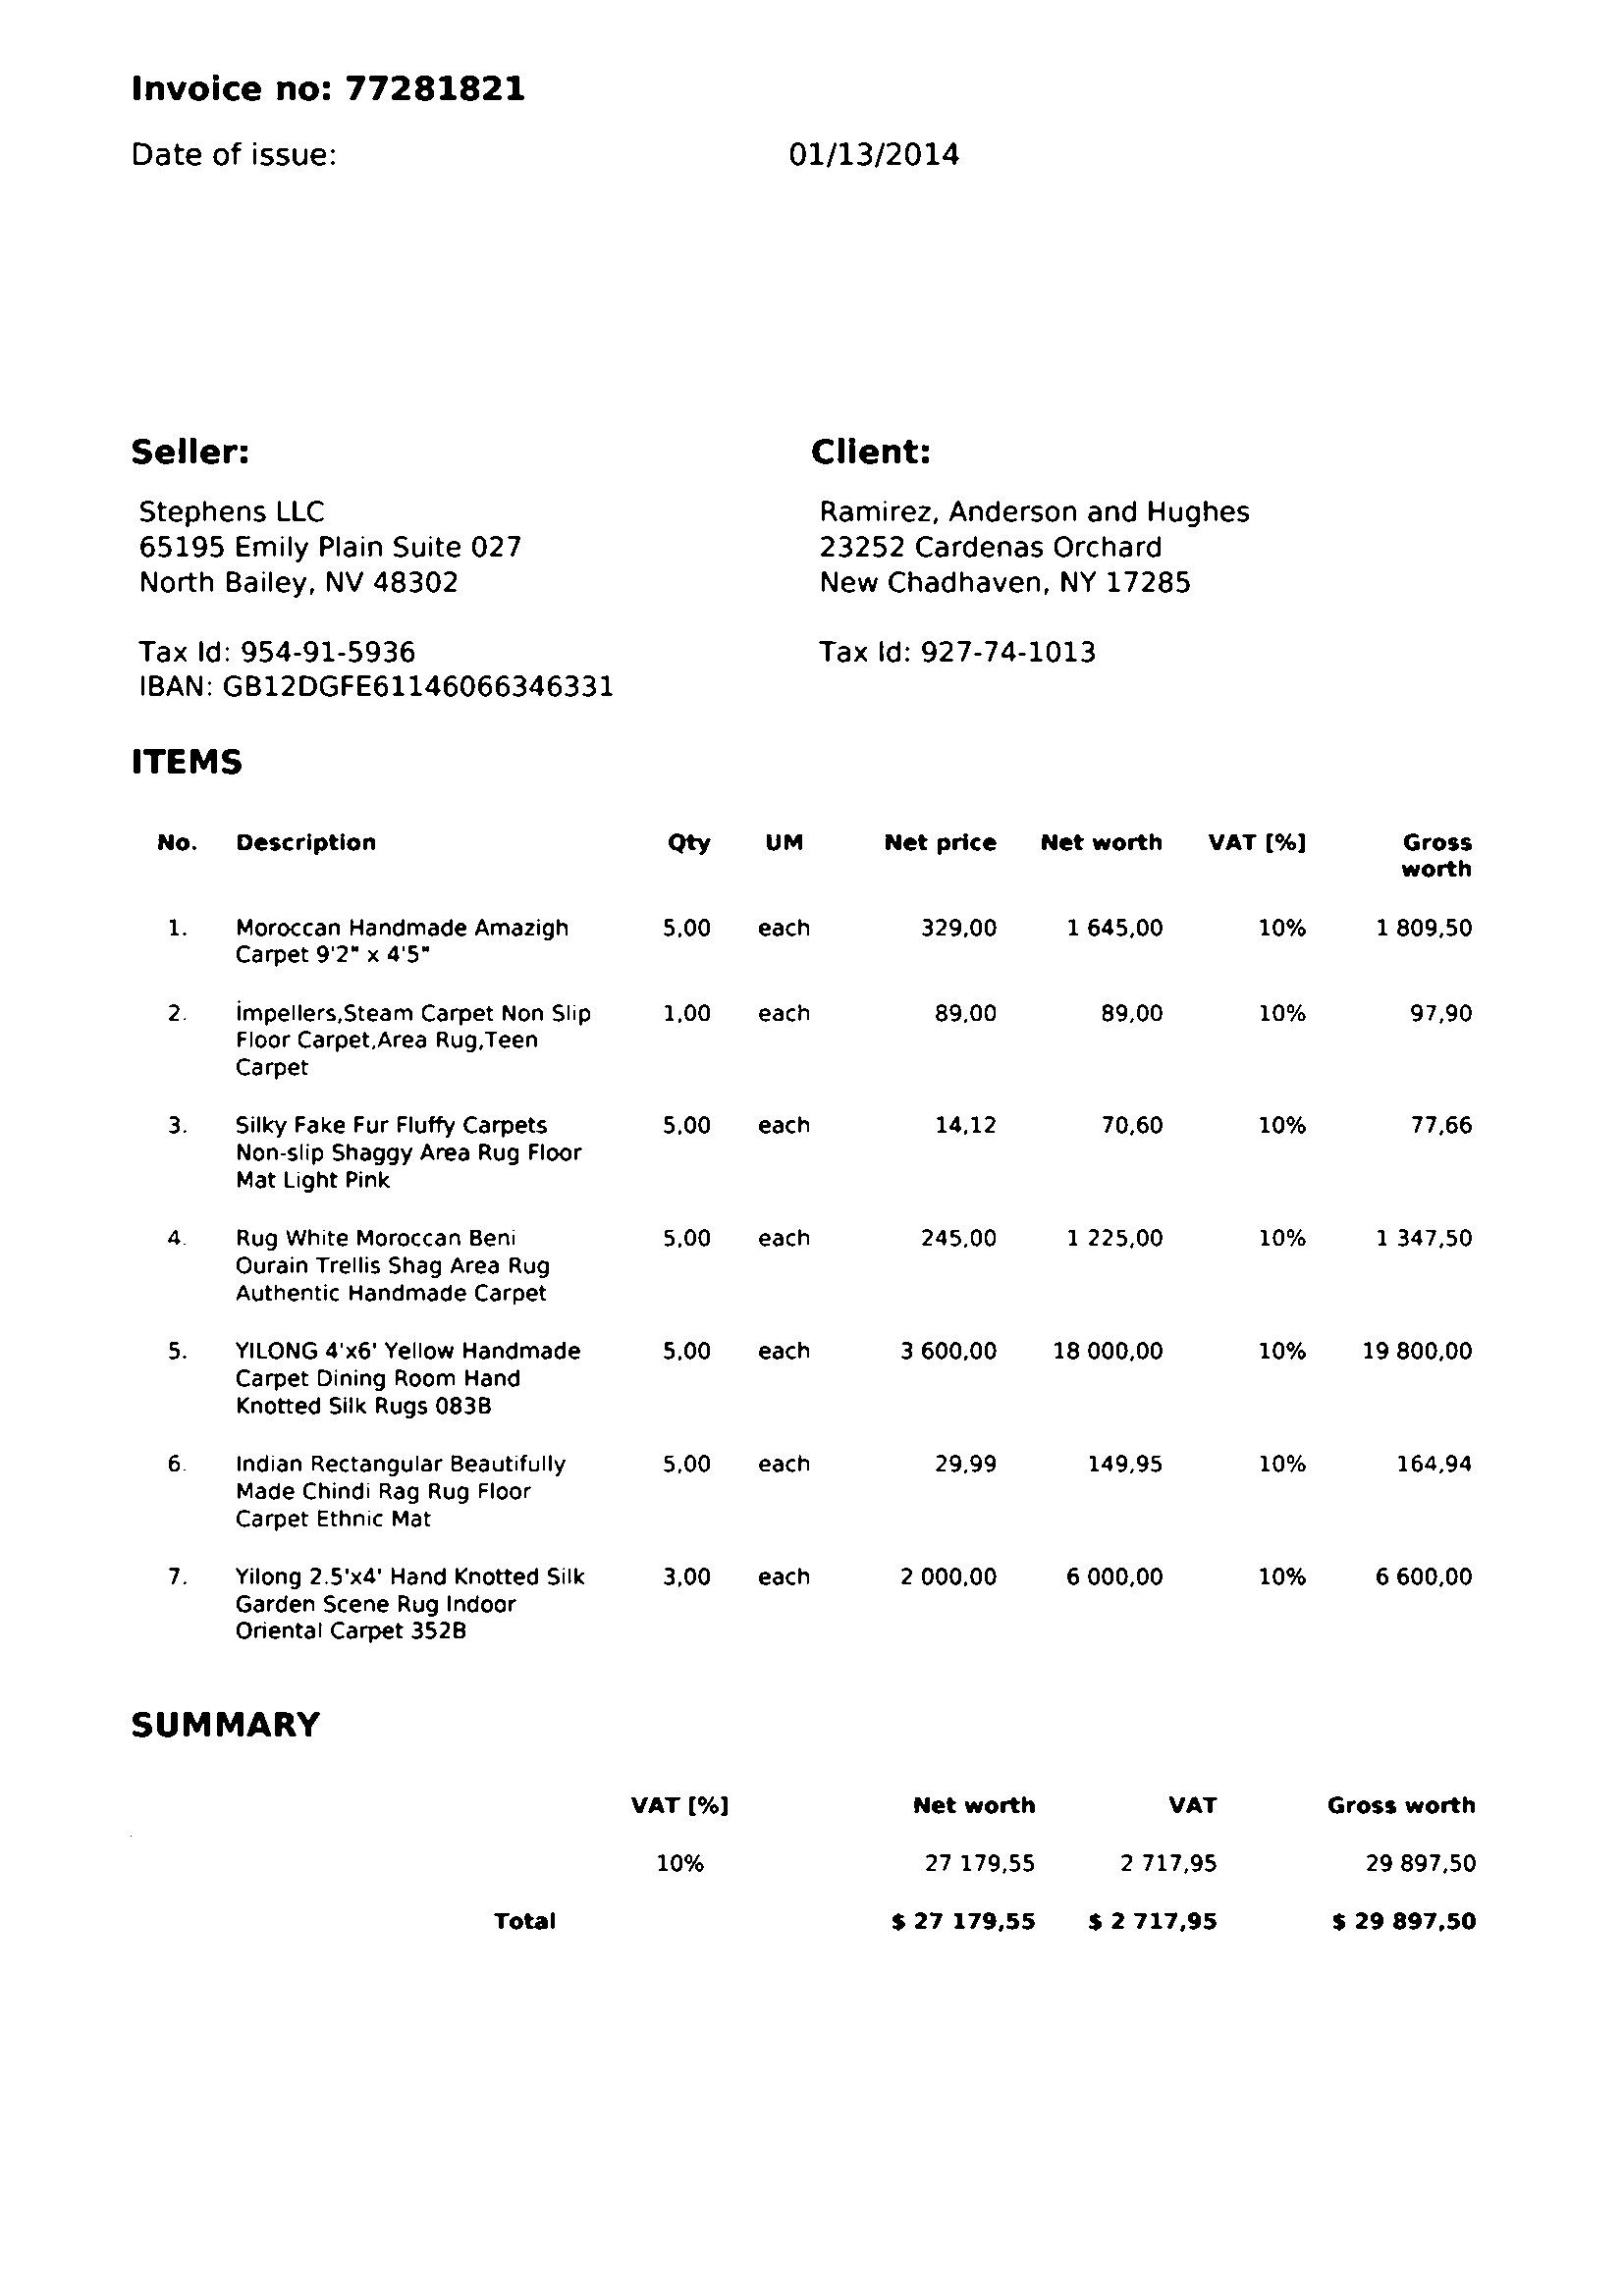 Invoice no: 77281821
Date of issue: 01/13/2014
Seller:
Stephens LLC
65195 Emily Plain Suite 027
North Bailey, NV 48302
Tax Id: 954-91-5936
IBAN: GB12DGFE61146066346331
Client:
Ramirez, Anderson and Hughes
23252 Cardenas Orchard
New Chadhaven, NY 17285
Tax Id: 927-74-1013
ITEMS
No. Description Qty UM Net price Net worth VAT [%] Gross
worth
1. Moroccan Handmade Amazigh 5,00 each 329,00 1 645,00 10% 1 809,50
Carpet 9'2" x 4'5"
2. İmpellers,Steam Carpet Non Slip 1,00 each 89,00 89,00 10% 97,90
Floor Carpet,Area Rug,Teen
Carpet
3. Silky Fake Fur Fluffy Carpets 5,00 each 14,12 70,60 10% 77,66
Non-slip Shaggy Area Rug Floor
Mat Light Pink
4. Rug White Moroccan Beni 5,00 each 245,00 1 225,00 10% 1 347,50
Ourain Trellis Shag Area Rug
Authentic Handmade Carpet
5. YILONG 4'x6' Yellow Handmade 5,00 each 3 600,00 18 000,00 10% 19 800,00
Carpet Dining Room Hand
Knotted Silk Rugs 083B
6. Indian Rectangular Beautifully 5,00 each 29,99 149,95 10% 164,94
Made Chindi Rag Rug Floor
Carpet Ethnic Mat
7. Yilong 2.5'x4' Hand Knotted Silk 3,00 each 2 000,00 6 000,00 10% 6 600,00
Garden Scene Rug Indoor
Oriental Carpet 352B
SUMMARY
VAT [%] Net worth VAT Gross worth
10% 27 179,55 2 717,95 29 897,50
Total $ 27 179,55 $ 2 717,95 $ 29 897,50